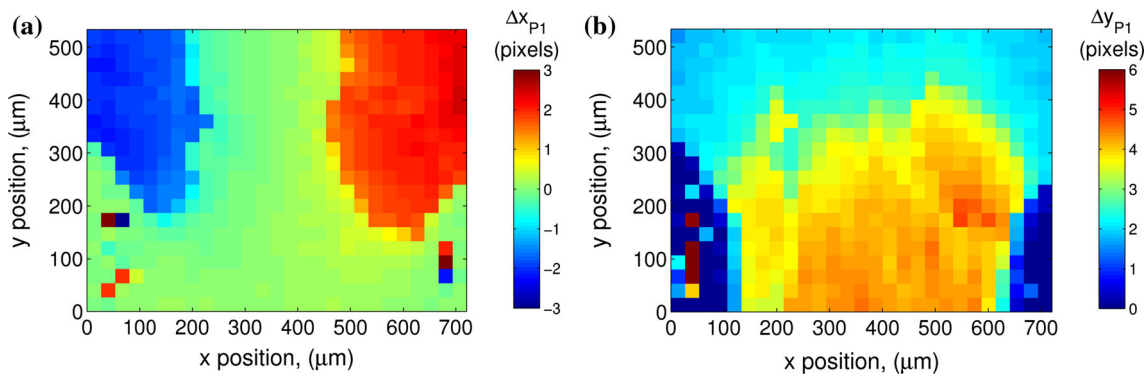 (a)
Δx_P1
(pixels)
500
400
300
200
100
0
y position, (μm)
0 100 200 300 400 500 600 700
x position, (μm)
3
2
1
0
−1
−2
−3
(b)
Δy_P1
(pixels)
500
400
300
200
100
0
y position, (μm)
0 100 200 300 400 500 600 700
x position, (μm)
6
5
4
3
2
1
0